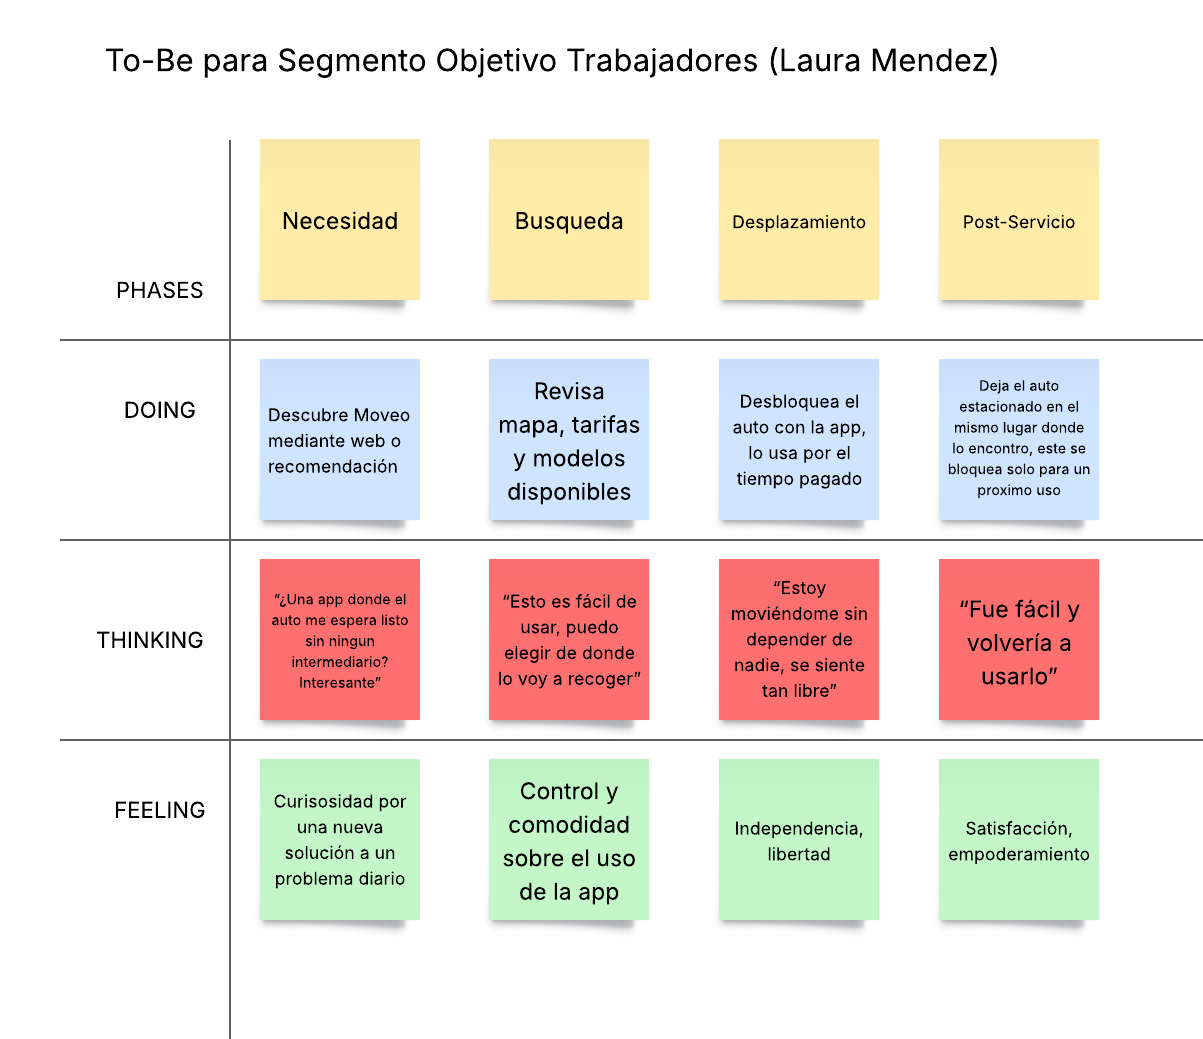 To-Be para Segmento Objetivo Trabajadores (Laura Mendez)
PHASES
Necesidad
Busqueda
Desplazamiento
Post-Servicio
DOING
Descubre Moveo
mediante web o
recomendación
Revisa
mapa, tarifas
y modelos
disponibles
Desbloquea el
auto con la app,
lo usa por el
tiempo pagado
Deja el auto
estacionado en el
mismo lugar donde
lo encontro, este se
bloquea solo para un
proximo uso
THINKING
“¿Una app donde el
auto me espera listo
sin ningun
intermediario?
Interesante”
“Esto es fácil de
usar, puedo
elegir de donde
lo voy a recoger”
“Estoy
moviéndome sin
depender de
nadie, se siente
tan libre”
“Fue fácil y
volvería a
usarlo”
FEELING
Curisosidad por
una nueva
solución a un
problema diario
Control y
comodidad
sobre el uso
de la app
Independencia,
libertad
Satisfacción,
empoderamiento